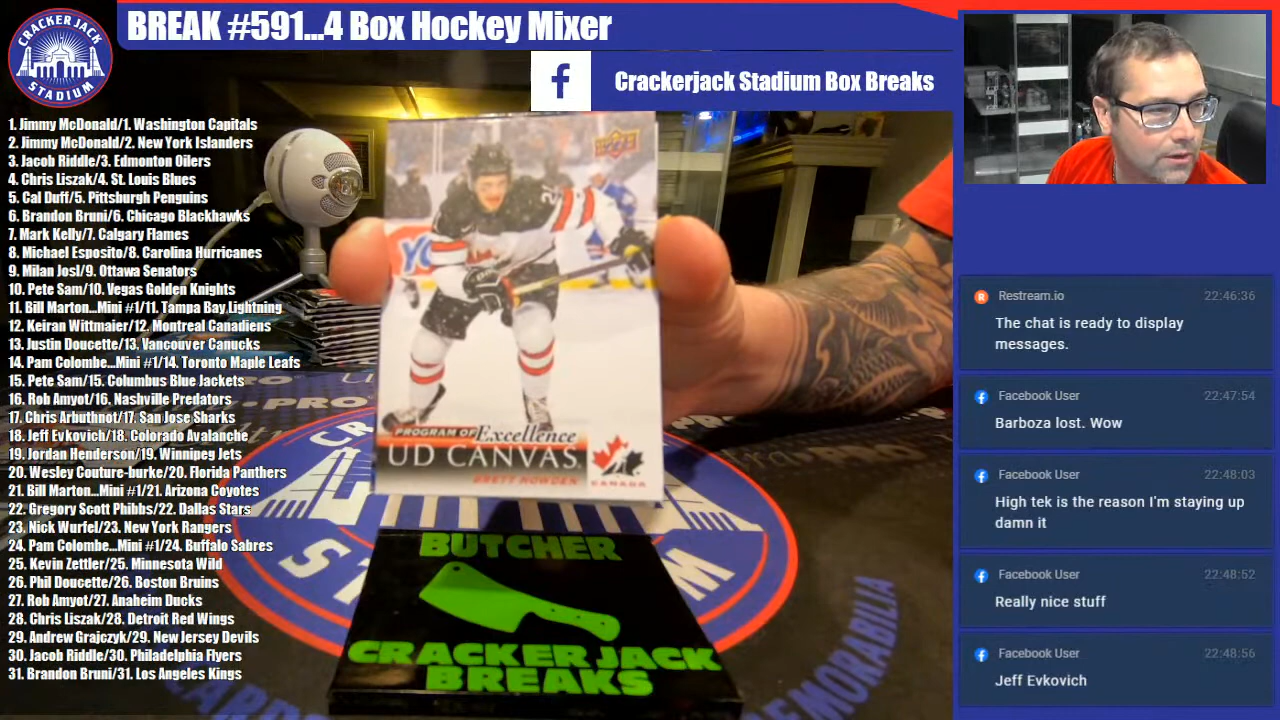 CRACKER JACK
STADIUM
BREAK #591...4 Box Hockey Mixer
f
Crackerjack Stadium Box Breaks
1. Jimmy McDonald/1. Washington Capitals
2. Jimmy McDonald/2. New York Islanders
3. Jacob Riddle/3. Edmonton Oilers
4. Chris Liszak/4. St. Louis Blues
5. Cal Duff/5. Pittsburgh Penguins
6. Brandon Bruni/6. Chicago Blackhawks
7. Mark Kelly/7. Calgary Flames
8. Michael Esposito/8. Carolina Hurricanes
9. Milan Josl/9. Ottawa Senators
10. Pete Sam/10. Vegas Golden Knights
11. Bill Marton...Mini #1/11. Tampa Bay Lightning
12. Keiran Wittmaier/12. Montreal Canadiens
13. Justin Doucette/13. Vancouver Canucks
14. Pam Colombe...Mini #1/14. Toronto Maple Leafs
15. Pete Sam/15. Columbus Blue Jackets
16. Rob Amyot/16. Nashville Predators
17. Chris Arbuthnot/17. San Jose Sharks
18. Jeff Evkovich/18. Colorado Avalanche
19. Jordan Henderson/19. Winnipeg Jets
20. Wesley Couture-burke/20. Florida Panthers
21. Bill Marton...Mini #1/21. Arizona Coyotes
22. Gregory Scott Phibbs/22. Dallas Stars
23. Nick Wurfel/23. New York Rangers
24. Pam Colombe...Mini #1/24. Buffalo Sabres
25. Kevin Zettler/25. Minnesota Wild
26. Phil Doucette/26. Boston Bruins
27. Rob Amyot/27. Anaheim Ducks
28. Chris Liszak/28. Detroit Red Wings
29. Andrew Grajczyk/29. New Jersey Devils
30. Jacob Riddle/30. Philadelphia Flyers
31. Brandon Bruni/31. Los Angeles Kings
PROGRAM OF Excellence
UD CANVAS
BRETT HOWDEN
CANADA
BUTCHER
CRACKER JACK
BREAKS
Restream.io 22:46:36
The chat is ready to display
messages.
Facebook User 22:47:54
Barboza lost. Wow
Facebook User 22:48:03
High tek is the reason I'm staying up
damn it
Facebook User 22:48:52
Really nice stuff
Facebook User 22:48:56
Jeff Evkovich